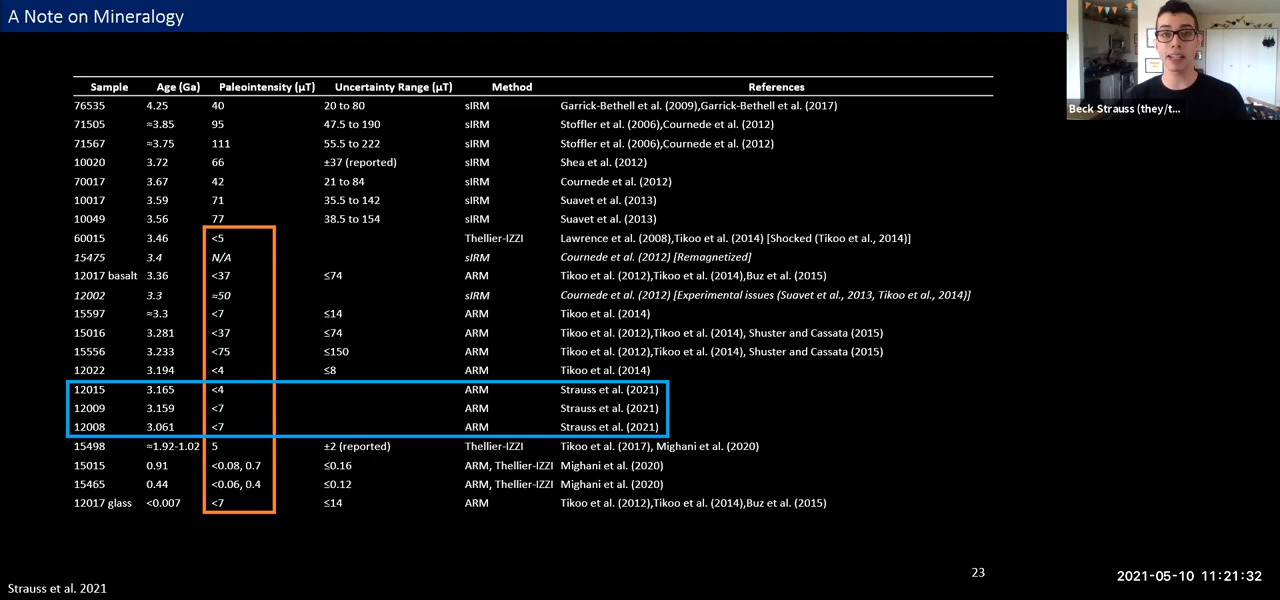 A Note on Mineralogy
Beck Strauss (they/t...
Sample Age (Ga) Paleointensity (μT) Uncertainty Range (μT) Method References
76535 4.25 40 20 to 80 sIRM Garrick-Bethell et al. (2009),Garrick-Bethell et al. (2017)
71505 ≈3.85 95 47.5 to 190 sIRM Stoffler et al. (2006),Cournede et al. (2012)
71567 ≈3.75 111 55.5 to 222 sIRM Stoffler et al. (2006),Cournede et al. (2012)
10020 3.72 66 ±37 (reported) sIRM Shea et al. (2012)
70017 3.67 42 21 to 84 sIRM Cournede et al. (2012)
10017 3.59 71 35.5 to 142 sIRM Suavet et al. (2013)
10049 3.56 77 38.5 to 154 sIRM Suavet et al. (2013)
60015 3.46 <5 Thellier-IZZI Lawrence et al. (2008),Tikoo et al. (2014) [Shocked (Tikoo et al., 2014)]
15475 3.4 N/A sIRM Cournede et al. (2012) [Remagnetized]
12017 basalt 3.36 <37 ≤74 ARM Tikoo et al. (2012),Tikoo et al. (2014),Buz et al. (2015)
12002 3.3 ≈50 sIRM Cournede et al. (2012) [Experimental issues (Suavet et al., 2013, Tikoo et al., 2014)]
15597 ≈3.3 <7 ≤14 ARM Tikoo et al. (2014)
15016 3.281 <37 ≤74 ARM Tikoo et al. (2012),Tikoo et al. (2014), Shuster and Cassata (2015)
15556 3.233 <75 ≤150 ARM Tikoo et al. (2012),Tikoo et al. (2014), Shuster and Cassata (2015)
12022 3.194 <4 ≤8 ARM Tikoo et al. (2014)
12015 3.165 <4 ARM Strauss et al. (2021)
12009 3.159 <7 ARM Strauss et al. (2021)
12008 3.061 <7 ARM Strauss et al. (2021)
15498 ≈1.92-1.02 5 ±2 (reported) Thellier-IZZI Tikoo et al. (2017), Mighani et al. (2020)
15015 0.91 <0.08, 0.7 ≤0.16 ARM, Thellier-IZZI Mighani et al. (2020)
15465 0.44 <0.06, 0.4 ≤0.12 ARM, Thellier-IZZI Mighani et al. (2020)
12017 glass <0.007 <7 ≤14 ARM Tikoo et al. (2012),Tikoo et al. (2014),Buz et al. (2015)
23
2021-05-10 11:21:32
Strauss et al. 2021